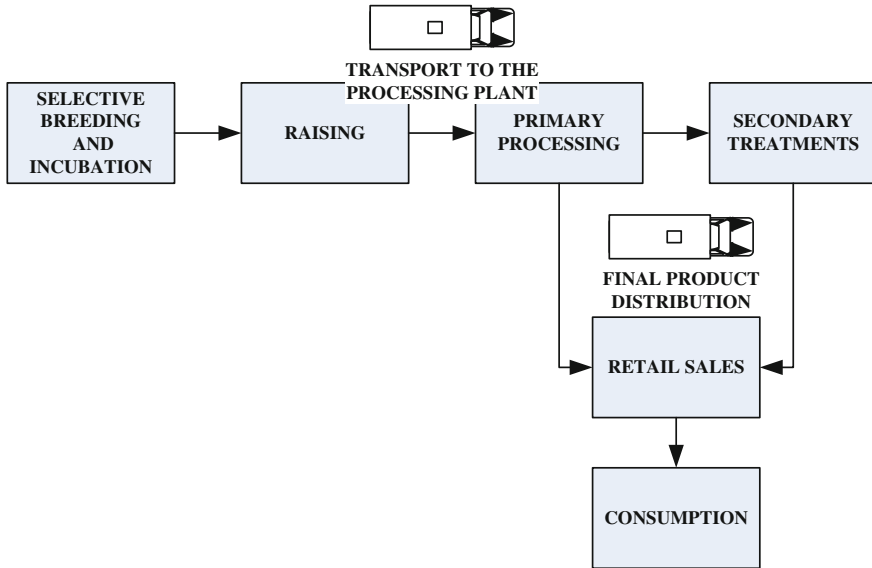 TRANSPORT TO THE
PROCESSING PLANT
SELECTIVE
BREEDING
AND
INCUBATION
RAISING
PRIMARY
PROCESSING
SECONDARY
TREATMENTS
FINAL PRODUCT
DISTRIBUTION
RETAIL SALES
CONSUMPTION